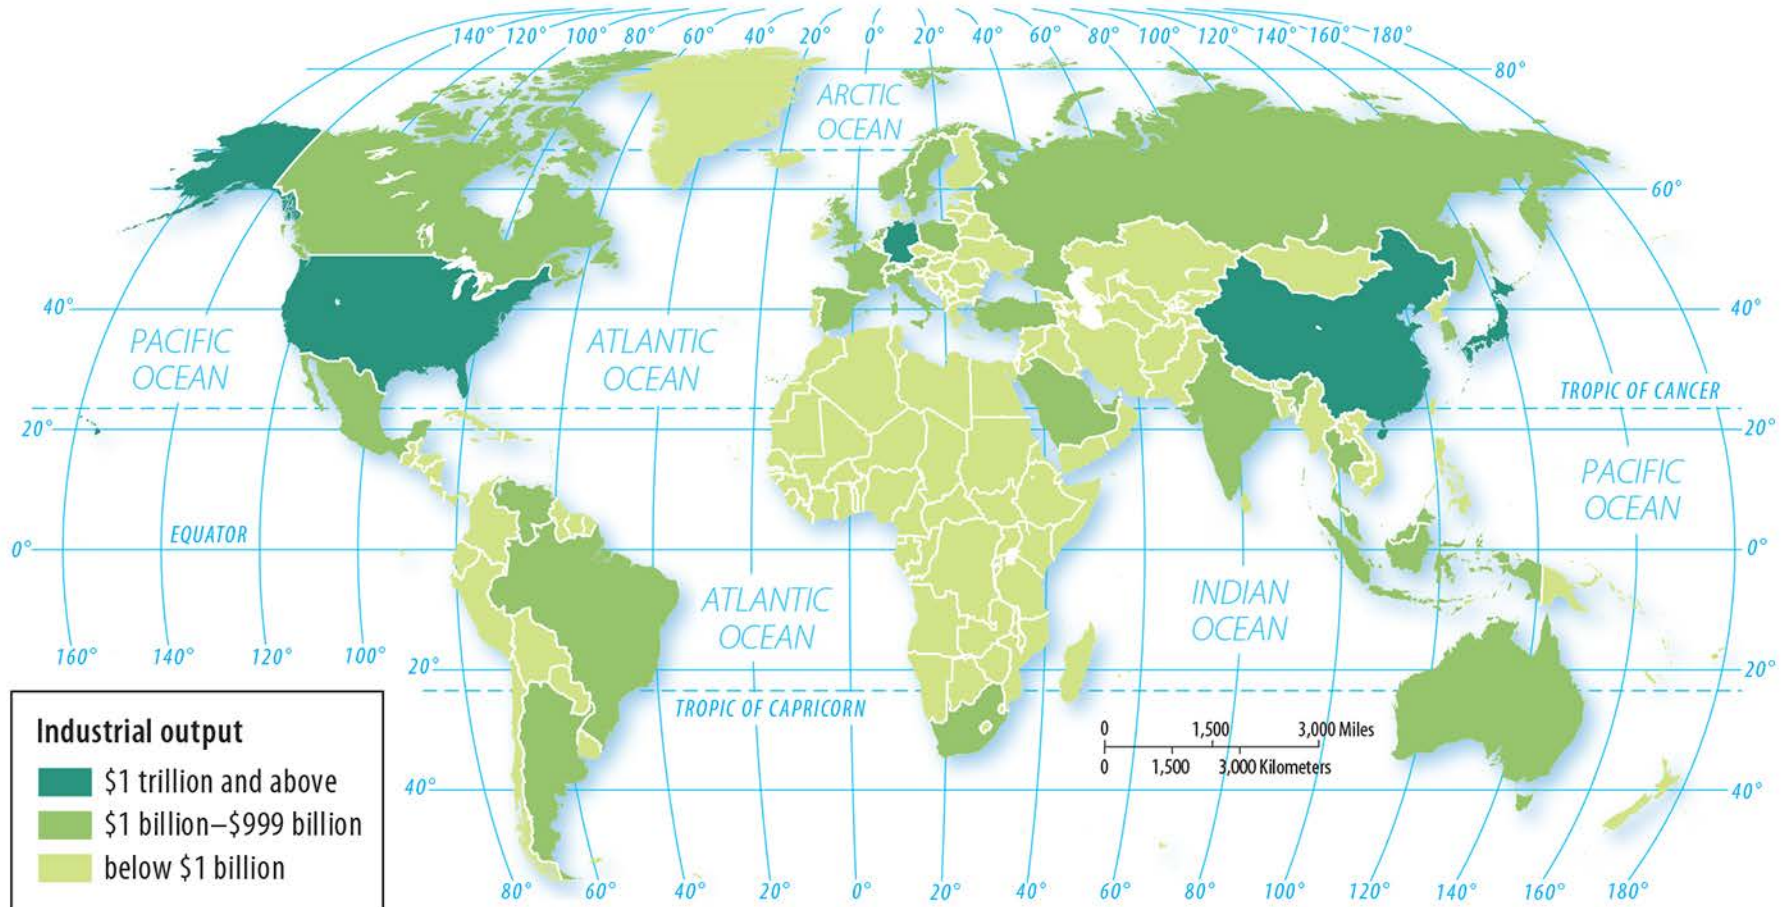 140° 120° 100° 80° 60° 40° 20° 0° 20° 40° 60° 80° 100° 120° 140° 160° 180°
80°
ARCTIC
OCEAN
60°
40°
40°
PACIFIC
OCEAN
ATLANTIC
OCEAN
TROPIC OF CANCER
20°
20°
PACIFIC
OCEAN
EQUATOR
0°
0°
ATLANTIC
OCEAN
INDIAN
OCEAN
160° 140° 120° 100°
20°
20°
TROPIC OF CAPRICORN
0 1,500 3,000 Miles
0 1,500 3,000 Kilometers
40°
40°
Industrial output
$1 trillion and above
$1 billion–$999 billion
below $1 billion
80° 60° 40° 20° 0° 20° 40° 60° 80° 100° 120° 140° 160° 180°